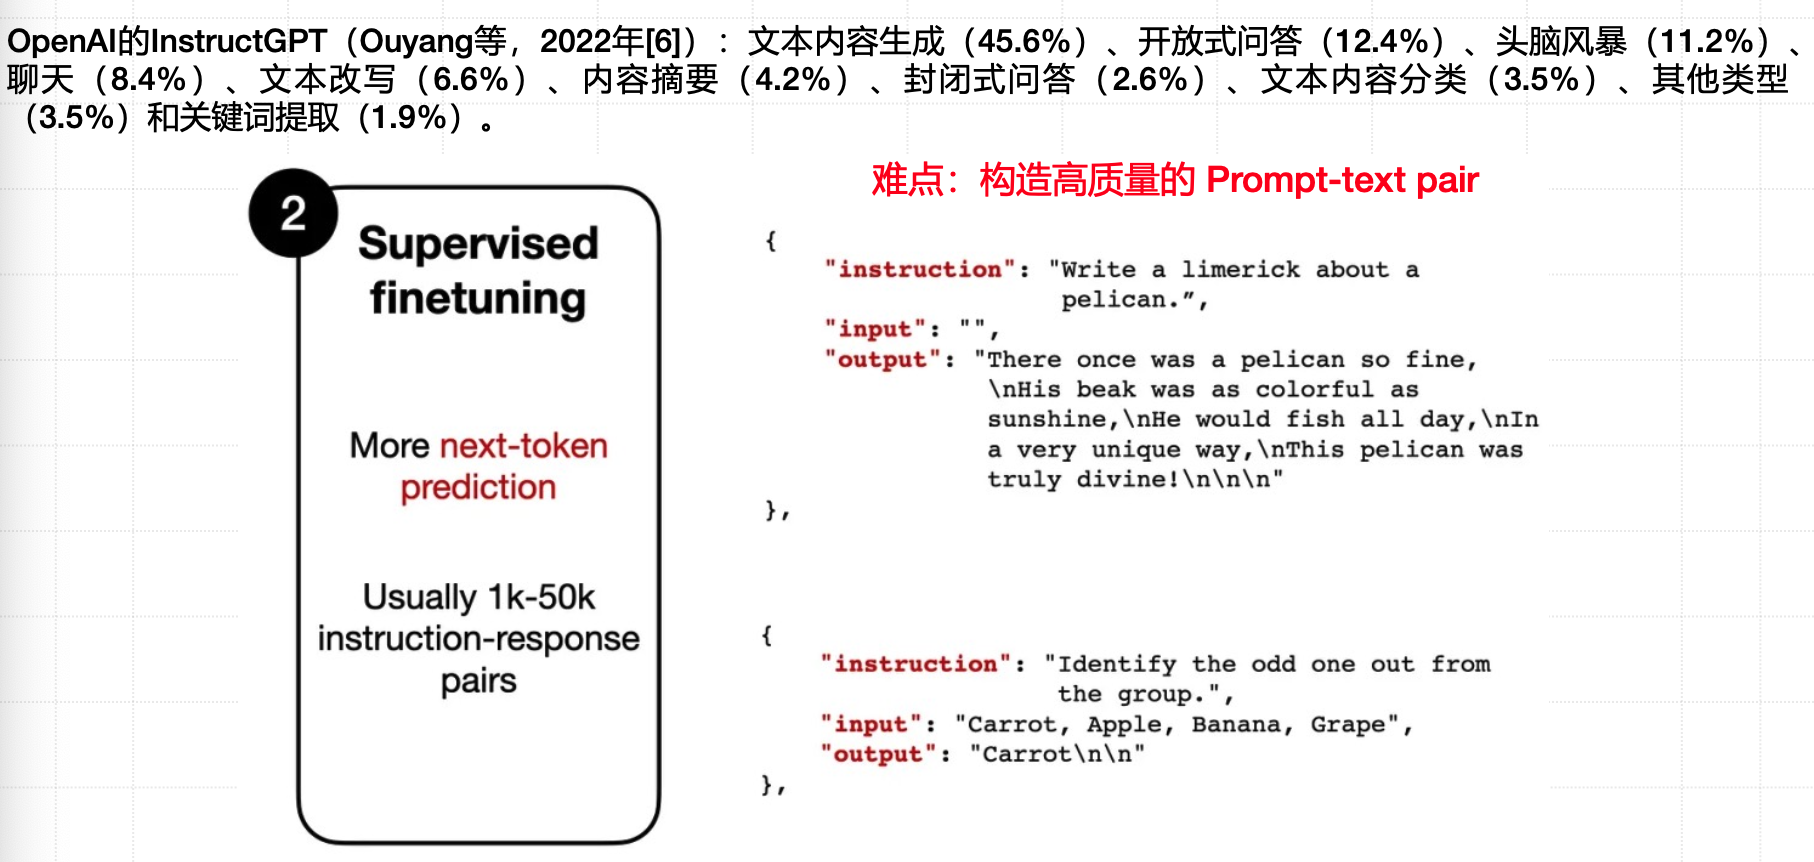 OpenAI的InstructGPT（Ouyang等，2022年[6]）：文本内容生成（45.6%）、开放式问答（12.4%）、头脑风暴（11.2%）、
聊天（8.4%）、文本改写（6.6%）、内容摘要（4.2%）、封闭式问答（2.6%）、文本内容分类（3.5%）、其他类型
（3.5%）和关键词提取（1.9%）。
2
Supervised
finetuning
More next-token
prediction
Usually 1k-50k
instruction-response
pairs
难点：构造高质量的 Prompt-text pair
{
"instruction": "Write a limerick about a
pelican.”,
"input": "",
"output": "There once was a pelican so fine,
\nHis beak was as colorful as
sunshine,\nHe would fish all day,\nIn
a very unique way,\nThis pelican was
truly divine!\n\n\n"
},
{
"instruction": "Identify the odd one out from
the group.",
"input": "Carrot, Apple, Banana, Grape",
"output": "Carrot\n\n"
},